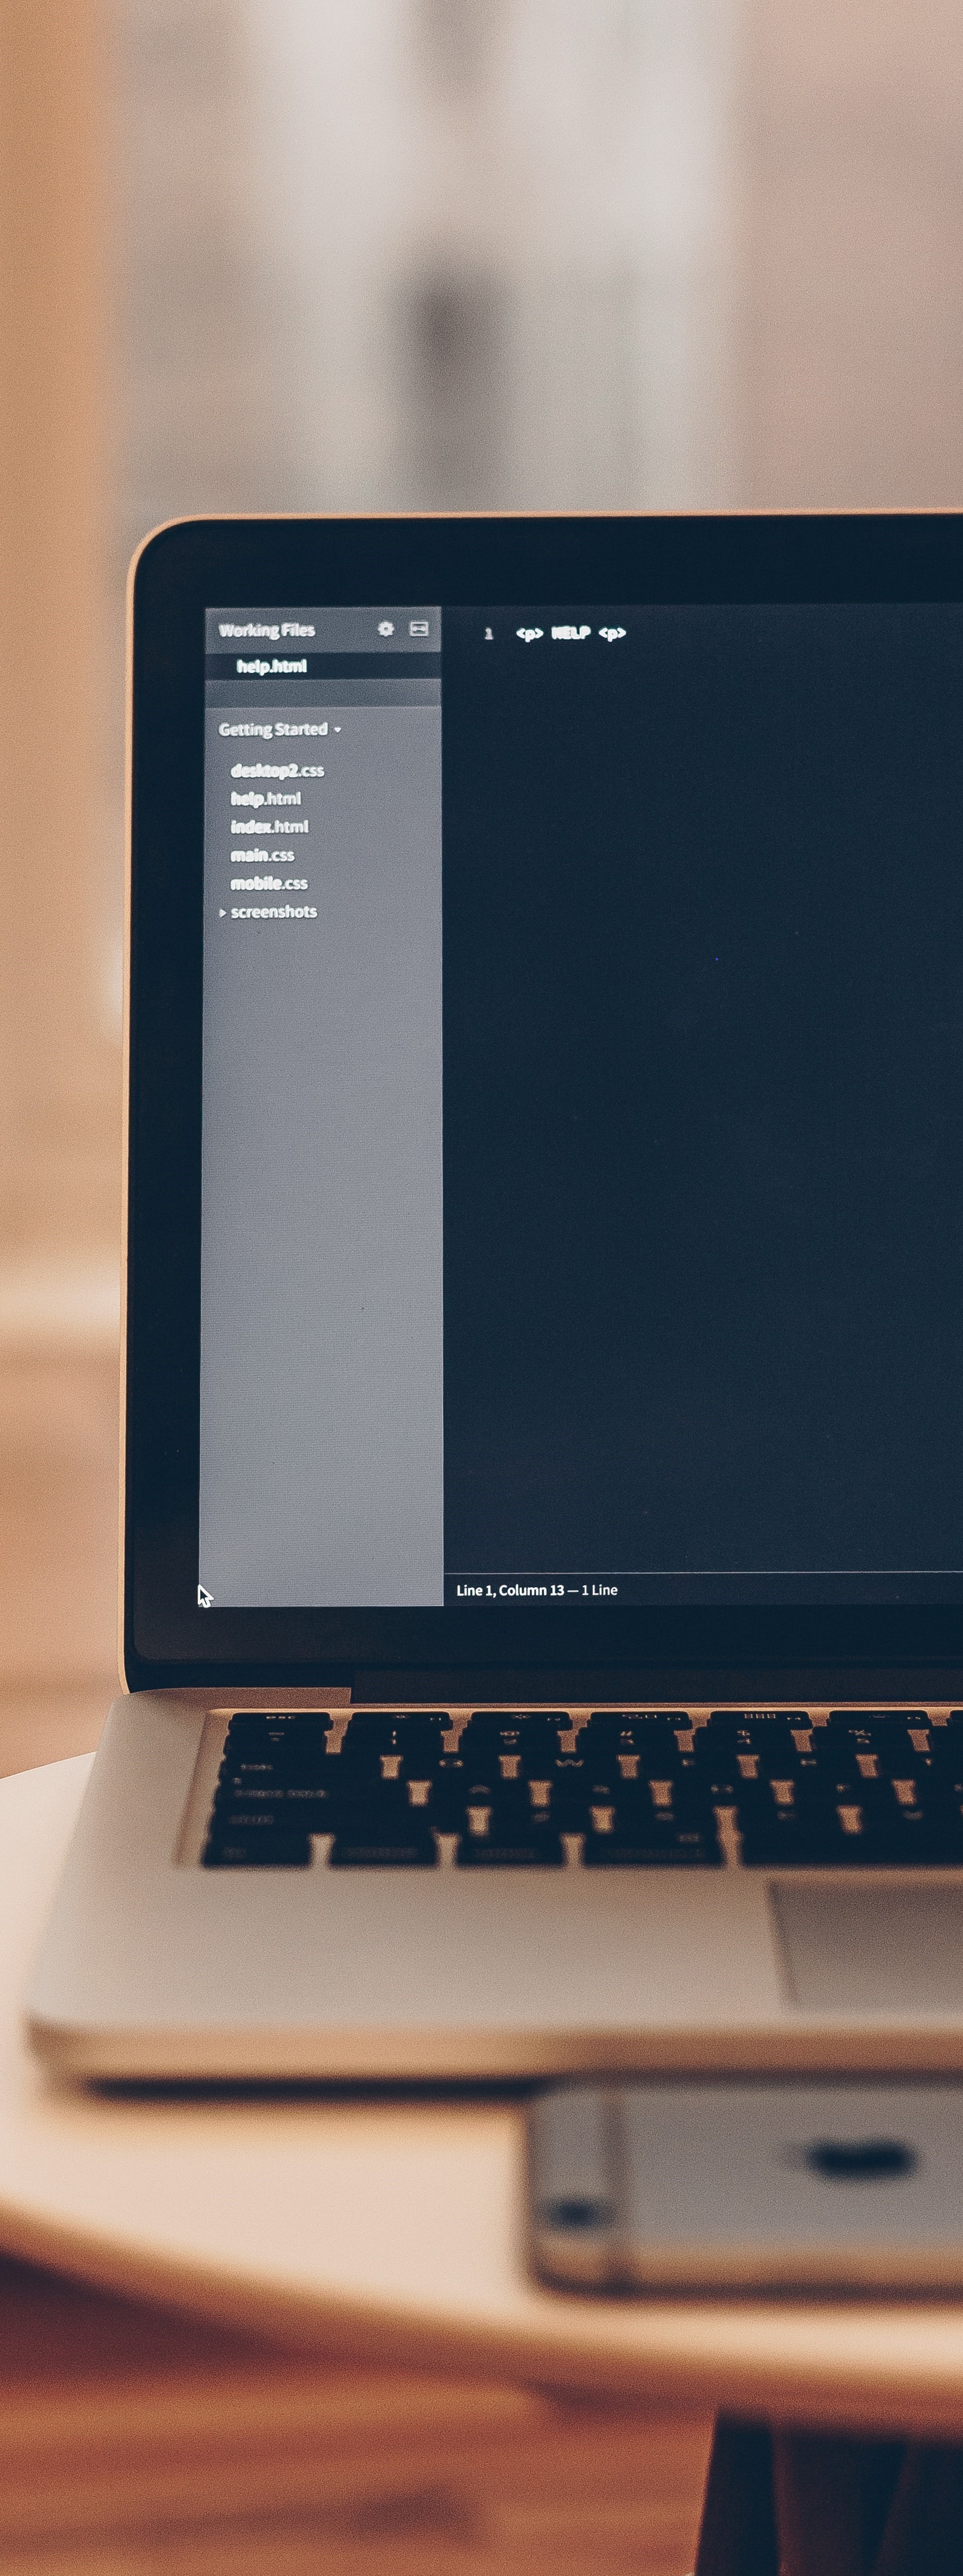 Working Files
help.html
Getting Started
desktop2.css
help.html
index.html
main.css
mobile.css
screenshots
1 <p> HELP <p>
Line 1, Column 13 — 1 Line
esc